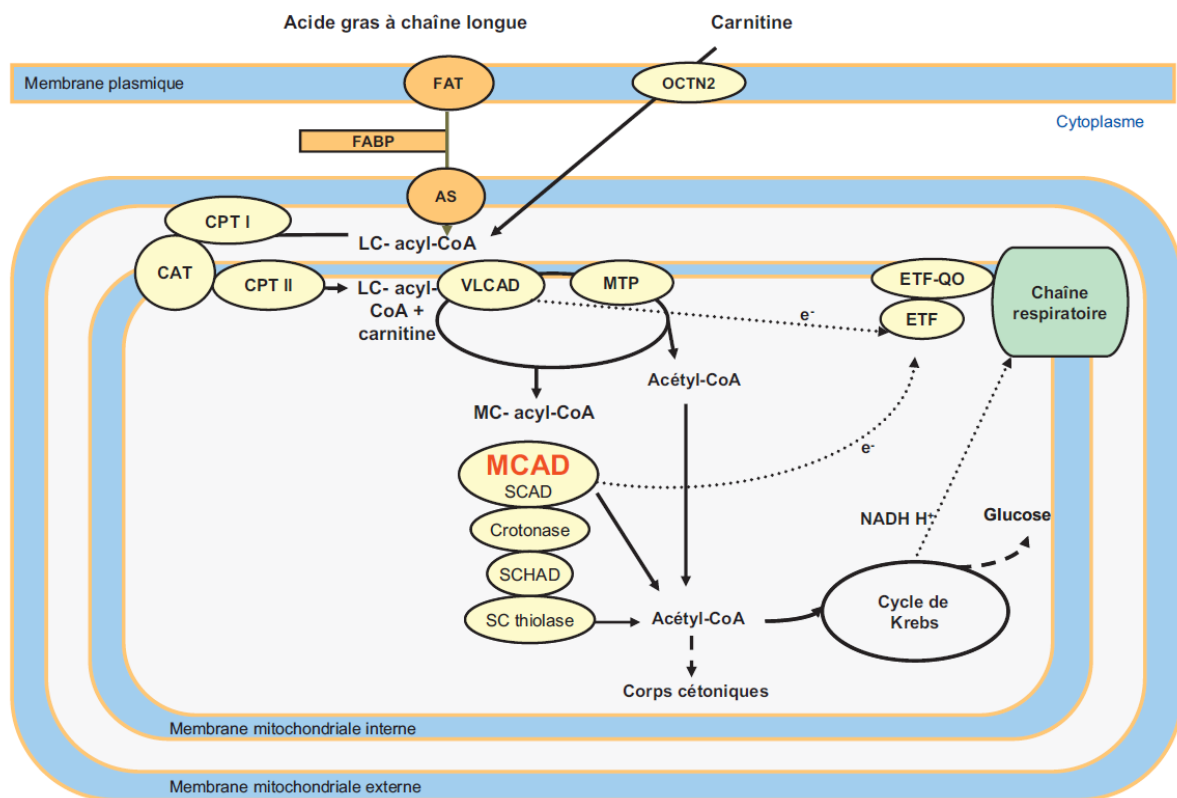 Acide gras à chaîne longue
Carnitine
Membrane plasmique
FAT
OCTN2
Cytoplasme
FABP
AS
CPT I
LC- acyl-CoA
CAT
CPT II
LC- acyl-
CoA +
carnitine
VLCAD
MTP
ETF-QO
ETF
Chaîne
respiratoire
e-
Acétyl-CoA
MC- acyl-CoA
MCAD
SCAD
e-
Crotonase
NADH H+
Glucose
SCHAD
SC thiolase
Acétyl-CoA
Cycle de
Krebs
Corps cétoniques
Membrane mitochondriale interne
Membrane mitochondriale externe